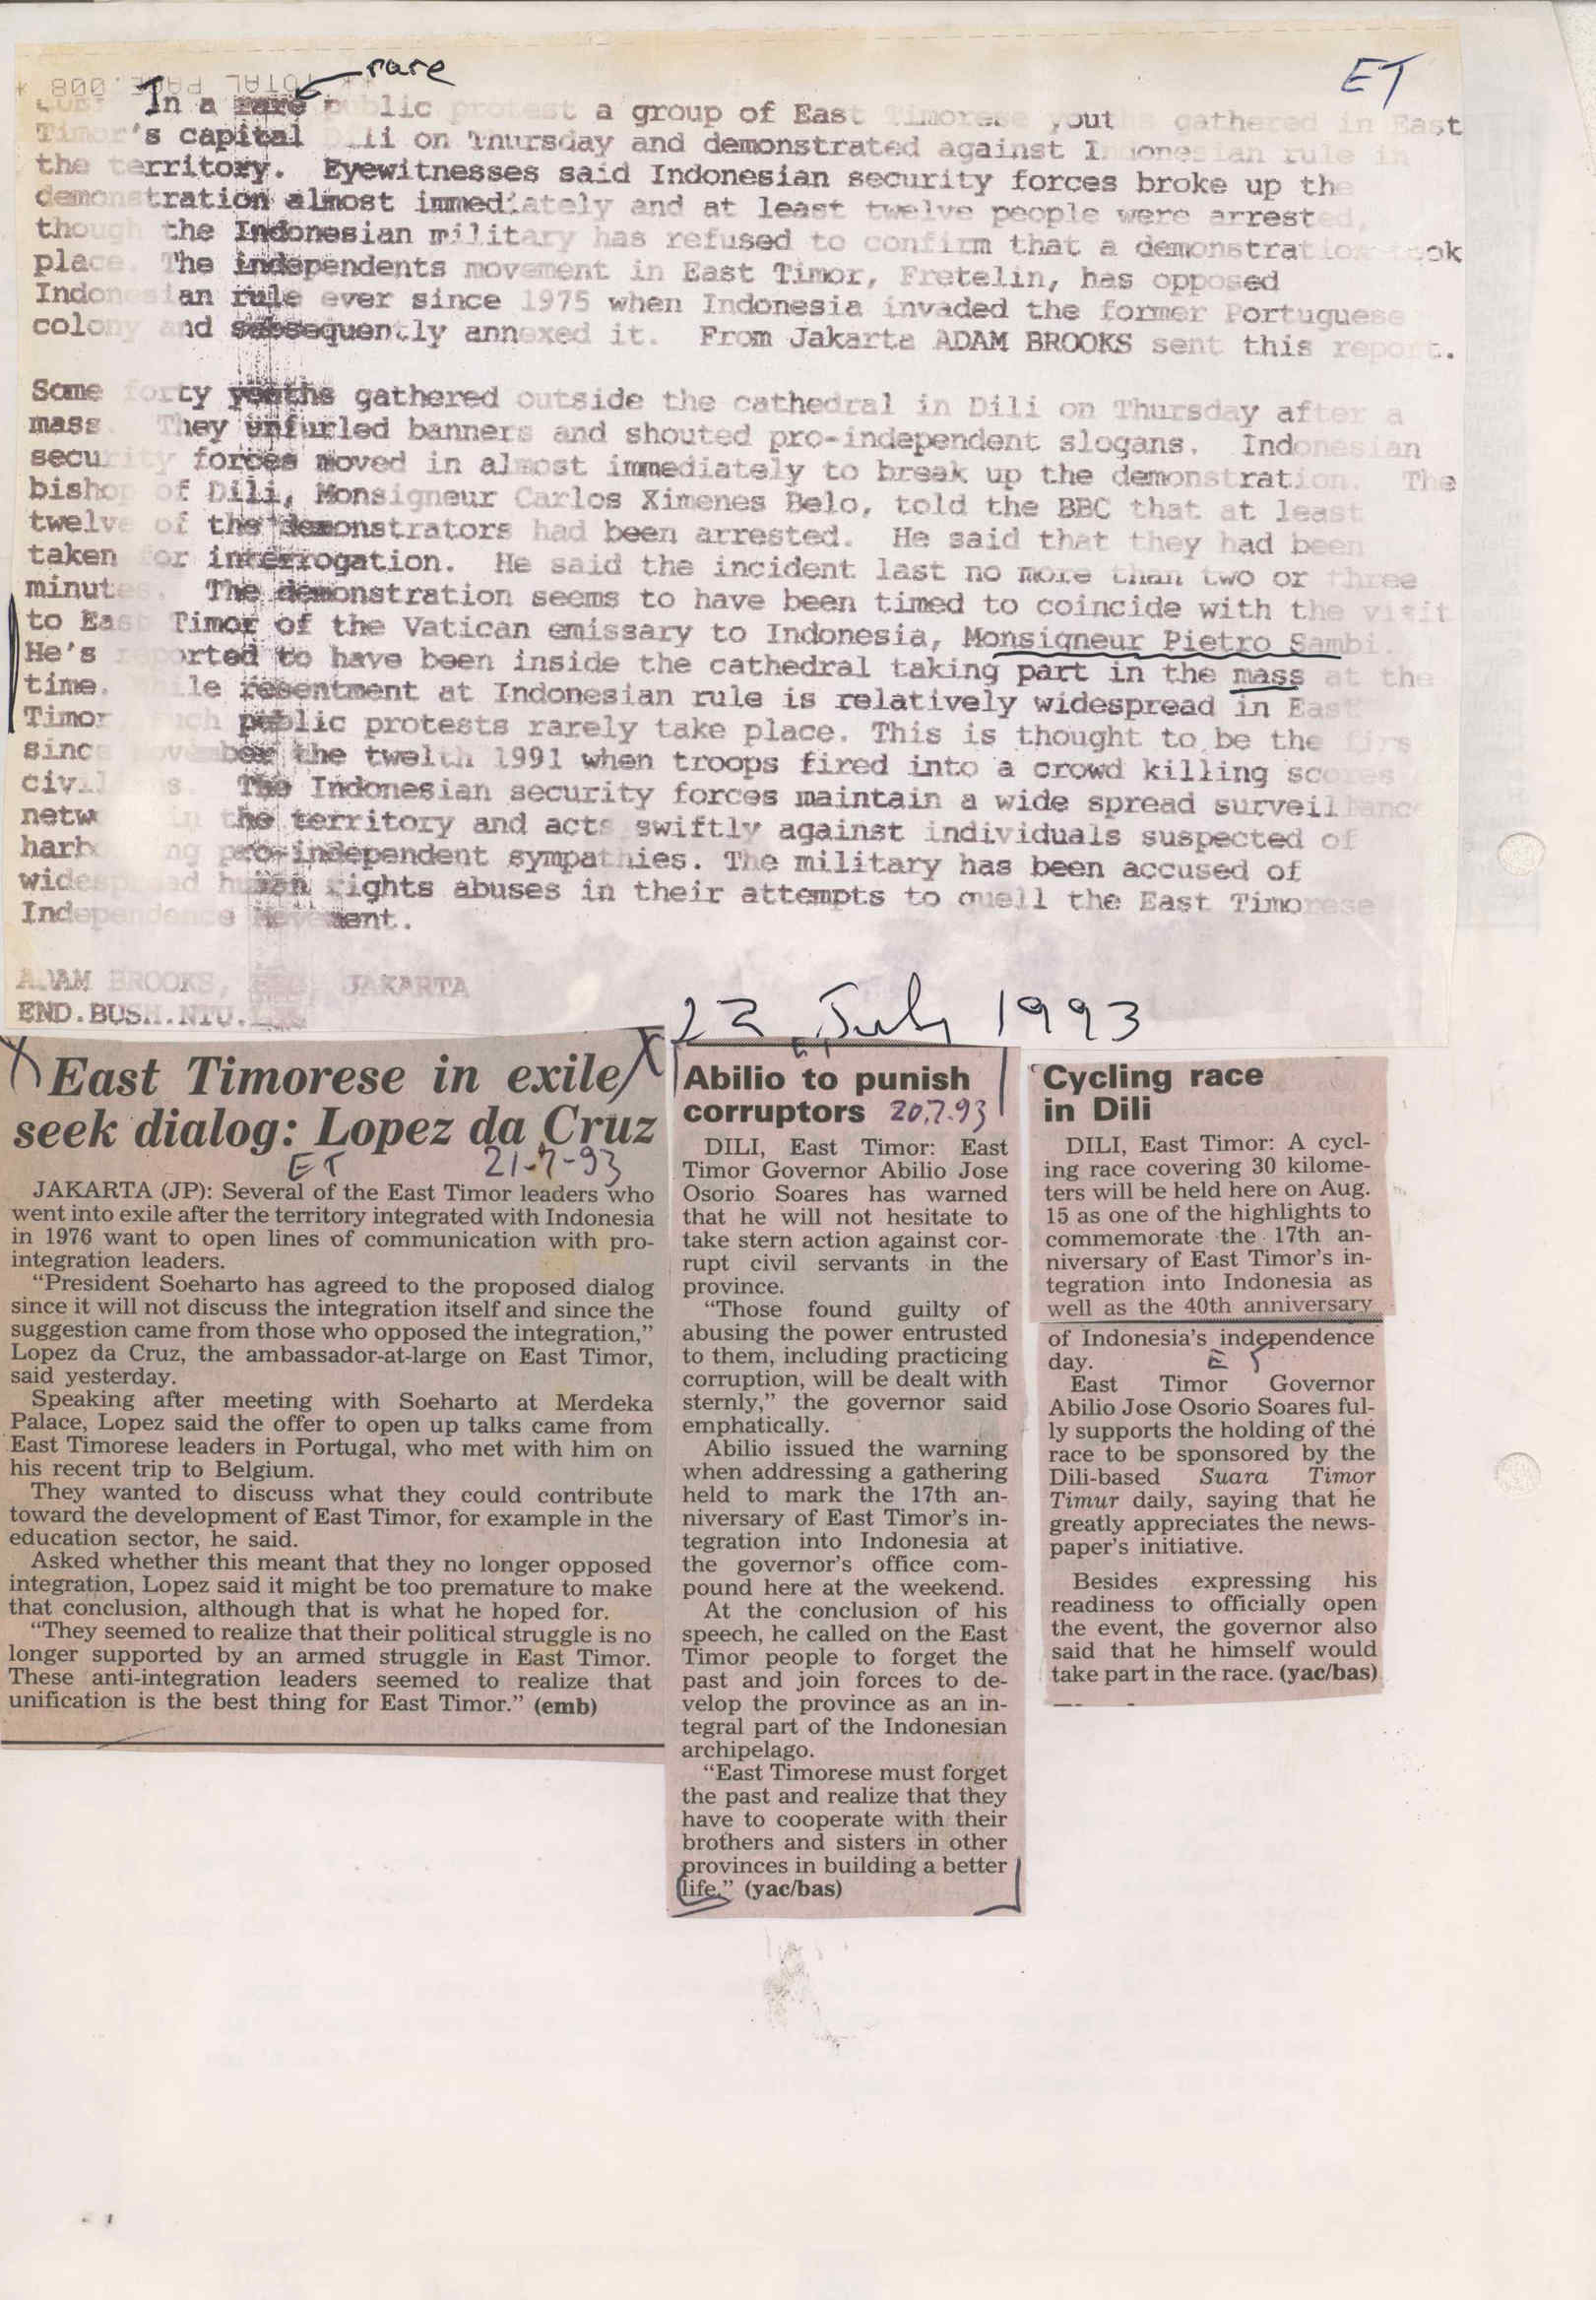 * 800. PAGE TOTAL **
rare
ET
In a rare public protest a group of East Timorese youths gathered in East
Timor's capital Dili on Thursday and demonstrated against Indonesian rule in
the territory. Eyewitnesses said Indonesian security forces broke up the
demonstration almost immediately and at least twelve people were arrested,
though the Indonesian military has refused to confirm that a demonstration took
place. The independents movement in East Timor, Fretelin, has opposed
Indonesian rule ever since 1975 when Indonesia invaded the former Portuguese
colony and subsequently annexed it. From Jakarta ADAM BROOKS sent this report.
Some forty youths gathered outside the cathedral in Dili on Thursday after a
mass. They unfurled banners and shouted pro-independent slogans. Indonesian
security forces moved in almost immediately to break up the demonstration. The
bishop of Dili, Monsigneur Carlos Ximenes Belo, told the BBC that at least
twelve of the demonstrators had been arrested. He said that they had been
taken for interrogation. He said the incident last no more than two or three
minutes. The demonstration seems to have been timed to coincide with the visit
to East Timor of the Vatican emissary to Indonesia, Monsigneur Pietro Sambi.
He's reported to have been inside the cathedral taking part in the mass at the
time. While resentment at Indonesian rule is relatively widespread in East
Timor such public protests rarely take place. This is thought to be the firs
since November the twelth 1991 when troops fired into a crowd killing scores
civilians. The Indonesian security forces maintain a wide spread surveillance
network in the territory and acts swiftly against individuals suspected of
harbouring pro-independent sympathies. The military has been accused of
widespread human rights abuses in their attempts to quell the East Timorese
Independence Movement.
ADAM BROOKS, BBC, JAKARTA
END.BUSH.NTU.
22 July 1993
East Timorese in exile
seek dialog: Lopez da Cruz
ET 21-7-93
JAKARTA (JP): Several of the East Timor leaders who
went into exile after the territory integrated with Indonesia
in 1976 want to open lines of communication with pro-
integration leaders.
“President Soeharto has agreed to the proposed dialog
since it will not discuss the integration itself and since the
suggestion came from those who opposed the integration,”
Lopez da Cruz, the ambassador-at-large on East Timor,
said yesterday.
Speaking after meeting with Soeharto at Merdeka
Palace, Lopez said the offer to open up talks came from
East Timorese leaders in Portugal, who met with him on
his recent trip to Belgium.
They wanted to discuss what they could contribute
toward the development of East Timor, for example in the
education sector, he said.
Asked whether this meant that they no longer opposed
integration, Lopez said it might be too premature to make
that conclusion, although that is what he hoped for.
“They seemed to realize that their political struggle is no
longer supported by an armed struggle in East Timor.
These anti-integration leaders seemed to realize that
unification is the best thing for East Timor.” (emb)
ET
Abilio to punish
corruptors 20.7.93
DILI, East Timor: East
Timor Governor Abilio Jose
Osorio Soares has warned
that he will not hesitate to
take stern action against cor-
rupt civil servants in the
province.
“Those found guilty of
abusing the power entrusted
to them, including practicing
corruption, will be dealt with
sternly,” the governor said
emphatically.
Abilio issued the warning
when addressing a gathering
held to mark the 17th an-
niversary of East Timor's in-
tegration into Indonesia at
the governor's office com-
pound here at the weekend.
At the conclusion of his
speech, he called on the East
Timor people to forget the
past and join forces to de-
velop the province as an in-
tegral part of the Indonesian
archipelago.
“East Timorese must forget
the past and realize that they
have to cooperate with their
brothers and sisters in other
provinces in building a better
life.” (yac/bas)
Cycling race
in Dili
DILI, East Timor: A cycl-
ing race covering 30 kilome-
ters will be held here on Aug.
15 as one of the highlights to
commemorate the 17th an-
niversary of East Timor's in-
tegration into Indonesia as
well as the 40th anniversary
of Indonesia's independence
day.
ET
East Timor Governor
Abilio Jose Osorio Soares ful-
ly supports the holding of the
race to be sponsored by the
Dili-based Suara Timor
Timur daily, saying that he
greatly appreciates the news-
paper's initiative.
Besides expressing his
readiness to officially open
the event, the governor also
said that he himself would
take part in the race. (yac/bas)